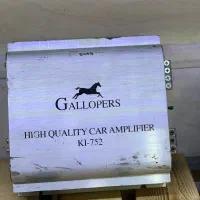 GALLOPERS
HIGH QUALITY CAR AMPLIFIER
KI-752